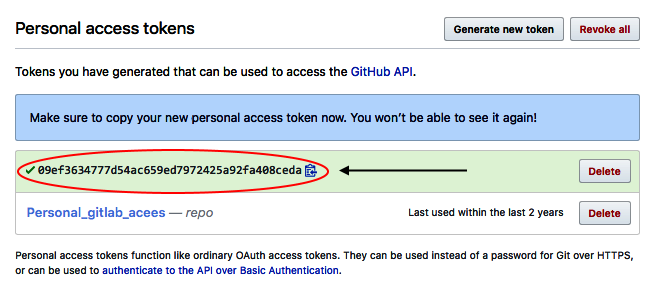 Personal access tokens
Generate new token
Revoke all
Tokens you have generated that can be used to access the GitHub API.
Make sure to copy your new personal access token now. You won't be able to see it again!
✓ 09ef3634777d54ac659ed7972425a92fa408ceda
Delete
Personal_gitlab_acees — repo
Last used within the last 2 years
Delete
Personal access tokens function like ordinary OAuth access tokens. They can be used instead of a password for Git over HTTPS,
or can be used to authenticate to the API over Basic Authentication.